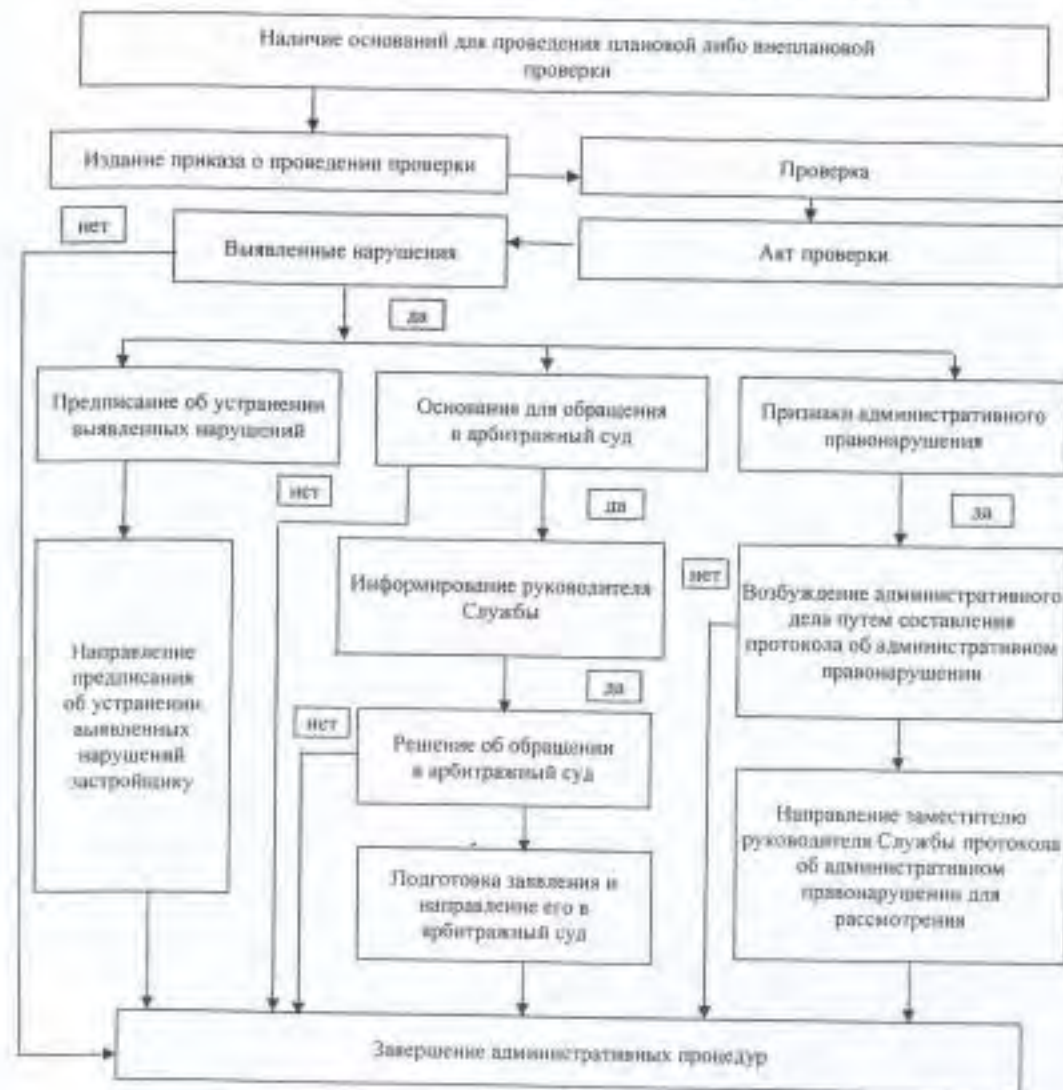 Наличие оснований для проведения плановой либо внеплановой
проверки
Издание приказа о проведении проверки
Проверка
нет
Выявленные нарушения
Акт проверки
да
Предписание об устранении
выявленных нарушений
Основания для обращения
в арбитражный суд
Признаки административного
правонарушения
нет
да
да
Направление
предписания
об устранении
выявленных
нарушений
застройщику
Информирование руководителя
Службы
нет
Возбуждение административного
дела путем составления
протокола об административном
правонарушении
да
нет
Решение об обращении
в арбитражный суд
Направление заместителю
руководителя Службы протокола
об административном
правонарушении для
рассмотрения
Подготовка заявления и
направление его в
арбитражный суд
Завершение административных процедур